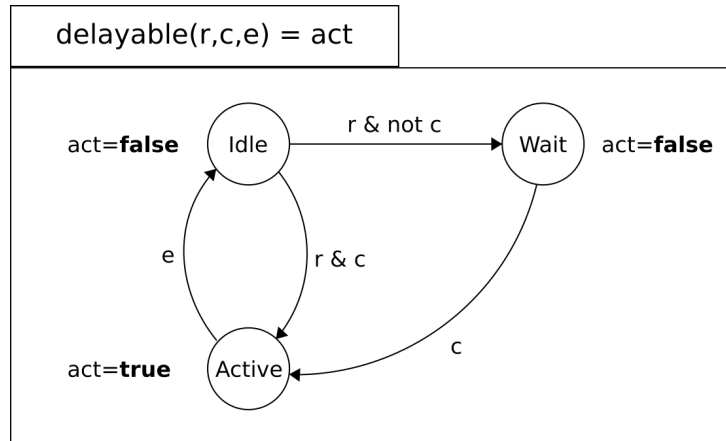 delayable(r,c,e) = act
r & not c
act=false
Idle
Wait
act=false
e
r & c
c
act=true
Active